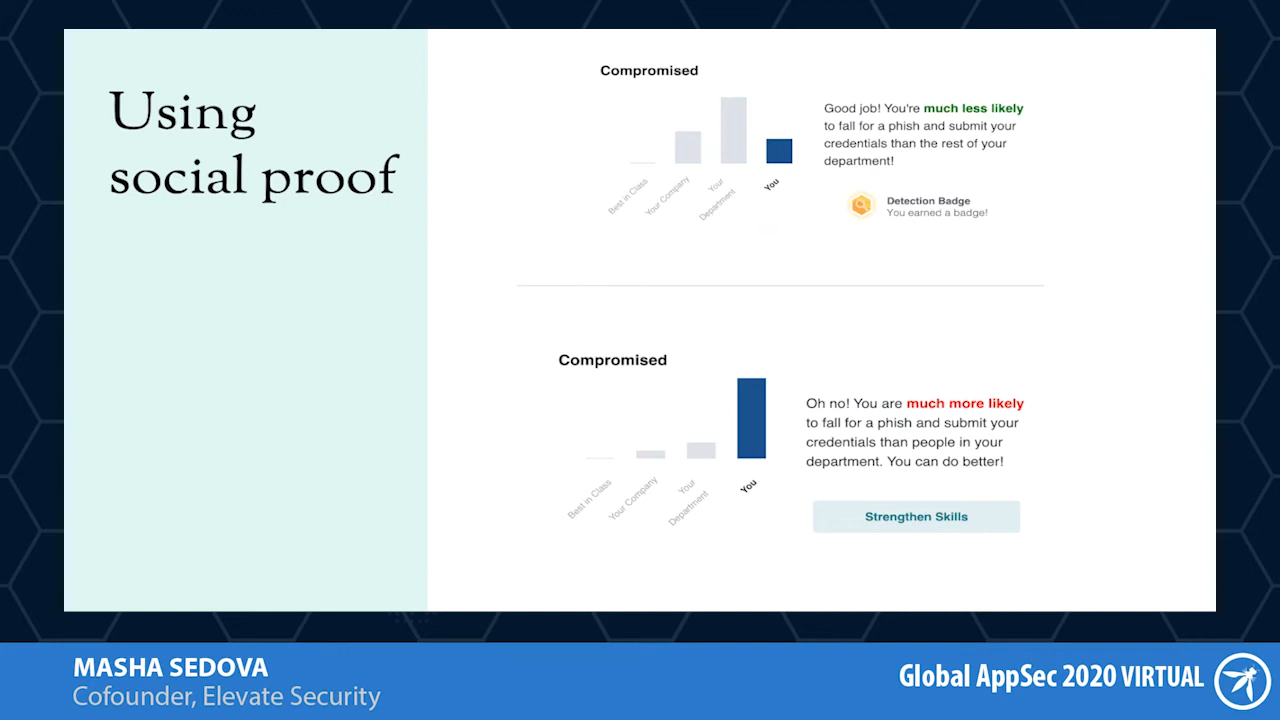 Using
social proof
Compromised
Best in Class
Your Company
Your
Department
You
Good job! You're much less likely
to fall for a phish and submit your
credentials than the rest of your
department!
Detection Badge
You earned a badge!
Compromised
Best in Class
Your Company
Your
Department
You
Oh no! You are much more likely
to fall for a phish and submit your
credentials than people in your
department. You can do better!
Strengthen Skills
MASHA SEDOVA
Cofounder, Elevate Security
Global AppSec 2020 VIRTUAL